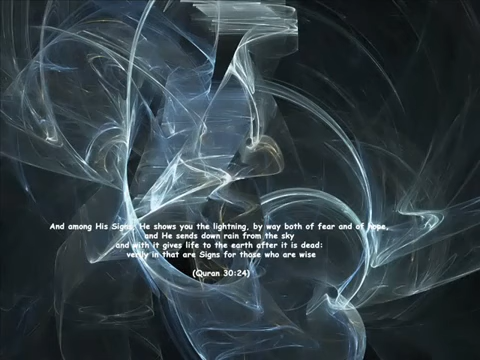 And among His Signs, He shows you the lightning, by way both of fear and of hope,
and He sends down rain from the sky
and with it gives life to the earth after it is dead:
verily in that are Signs for those who are wise
(Quran 30:24)